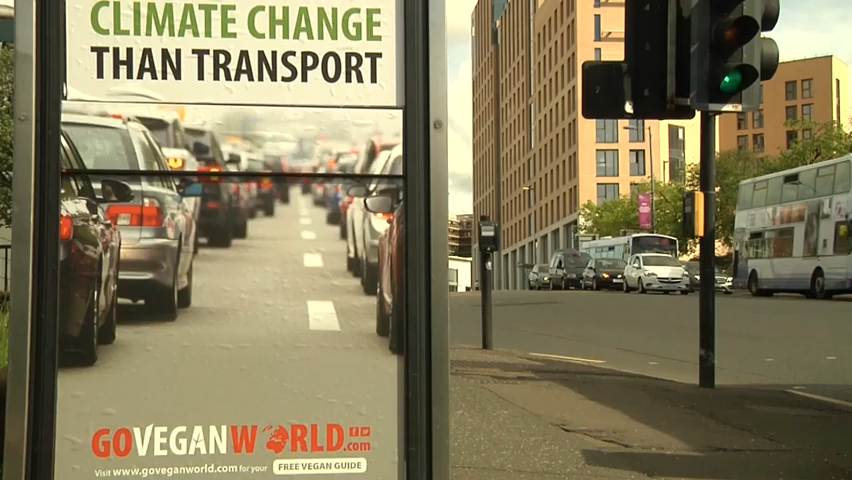 CLIMATE CHANGE
THAN TRANSPORT
GOVEGANWORLD.com
Visit www.goveganworld.com for your FREE VEGAN GUIDE